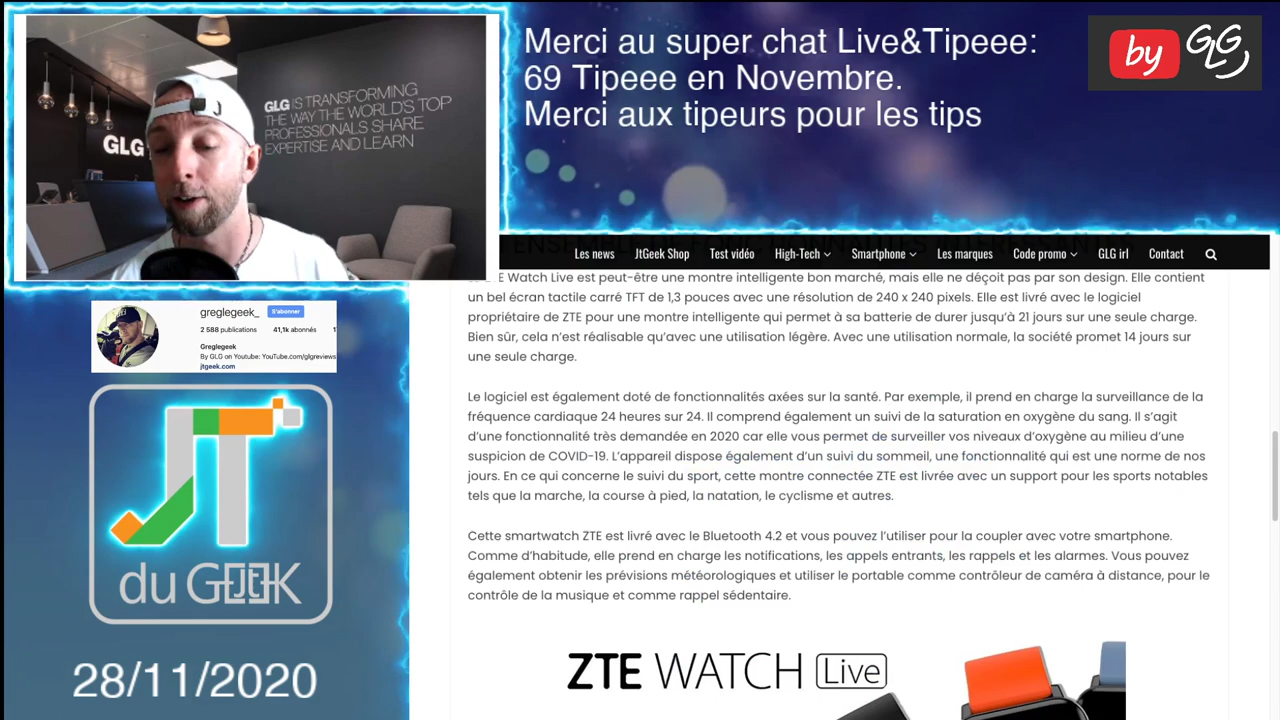 GLG IS TRANSFORMING
THE WAY THE WORLD'S TOP
PROFESSIONALS SHARE
EXPERTISE AND LEARN
GLG
Merci au super chat Live&Tipeee:
69 Tipeee en Novembre.
Merci aux tipeurs pour les tips
by GLG
Les news JtGeek Shop Test vidéo High-Tech Smartphone Les marques Code promo GLG irl Contact
Watch Live est peut-être une montre intelligente bon marché, mais elle ne déçoit pas par son design. Elle contient
un bel écran tactile carré TFT de 1,3 pouces avec une résolution de 240 x 240 pixels. Elle est livré avec le logiciel
propriétaire de ZTE pour une montre intelligente qui permet à sa batterie de durer jusqu'à 21 jours sur une seule charge.
Bien sûr, cela n'est réalisable qu'avec une utilisation légère. Avec une utilisation normale, la société promet 14 jours sur
une seule charge.
Le logiciel est également doté de fonctionnalités axées sur la santé. Par exemple, il prend en charge la surveillance de la
fréquence cardiaque 24 heures sur 24. Il comprend également un suivi de la saturation en oxygène du sang. Il s'agit
d'une fonctionnalité très demandée en 2020 car elle vous permet de surveiller vos niveaux d'oxygène au milieu d'une
suspicion de COVID-19. L'appareil dispose également d'un suivi du sommeil, une fonctionnalité qui est une norme de nos
jours. En ce qui concerne le suivi du sport, cette montre connectée ZTE est livrée avec un support pour les sports notables
tels que la marche, la course à pied, la natation, le cyclisme et autres.
Cette smartwatch ZTE est livré avec le Bluetooth 4.2 et vous pouvez l'utiliser pour la coupler avec votre smartphone.
Comme d'habitude, elle prend en charge les notifications, les appels entrants, les rappels et les alarmes. Vous pouvez
également obtenir les prévisions météorologiques et utiliser le portable comme contrôleur de caméra à distance, pour le
contrôle de la musique et comme rappel sédentaire.
ZTE WATCH Live
greglegeek_ S'abonner
2 588 publications 41,1k abonnés 1
Greglegeek
By GLG on Youtube: YouTube.com/glgreviews
jtgeek.com
JT
du GEEK
28/11/2020